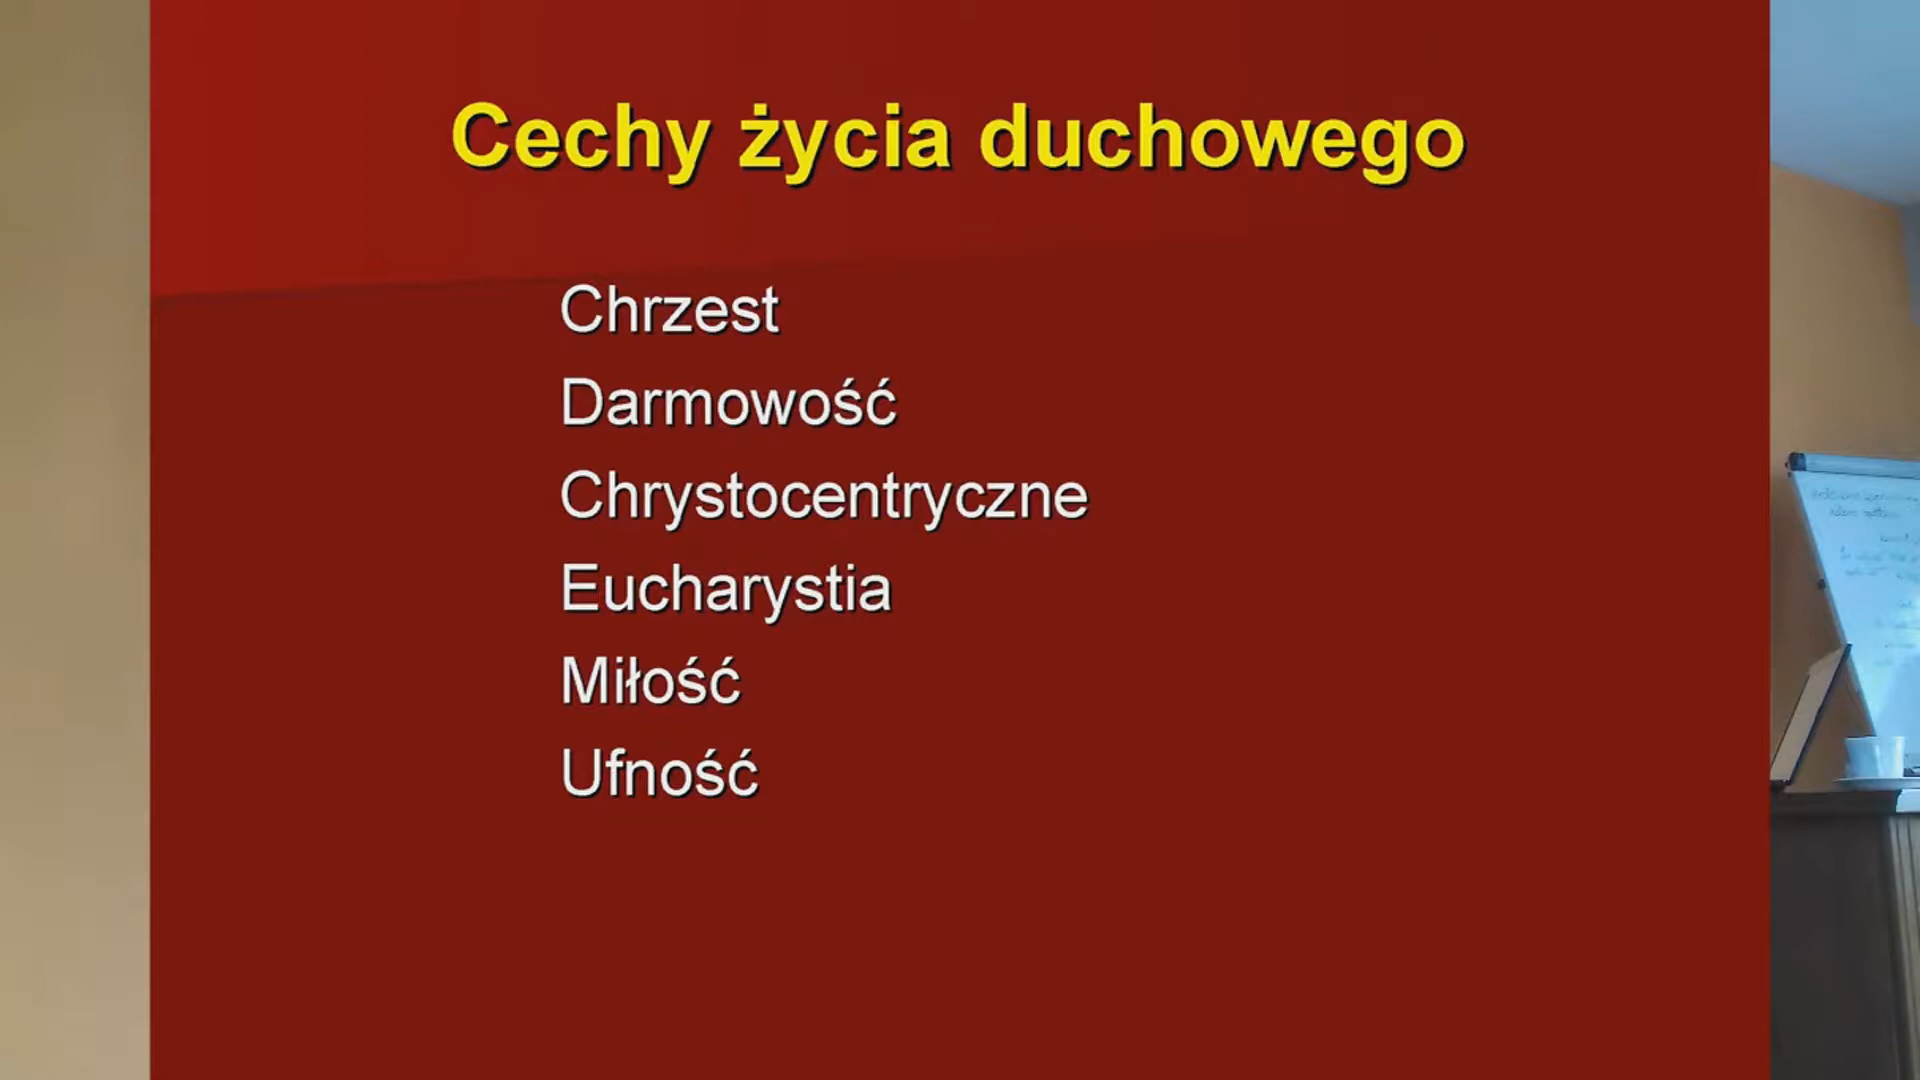 Cechy życia duchowego
Chrzest
Darmowość
Chrystocentryczne
Eucharystia
Miłość
Ufność